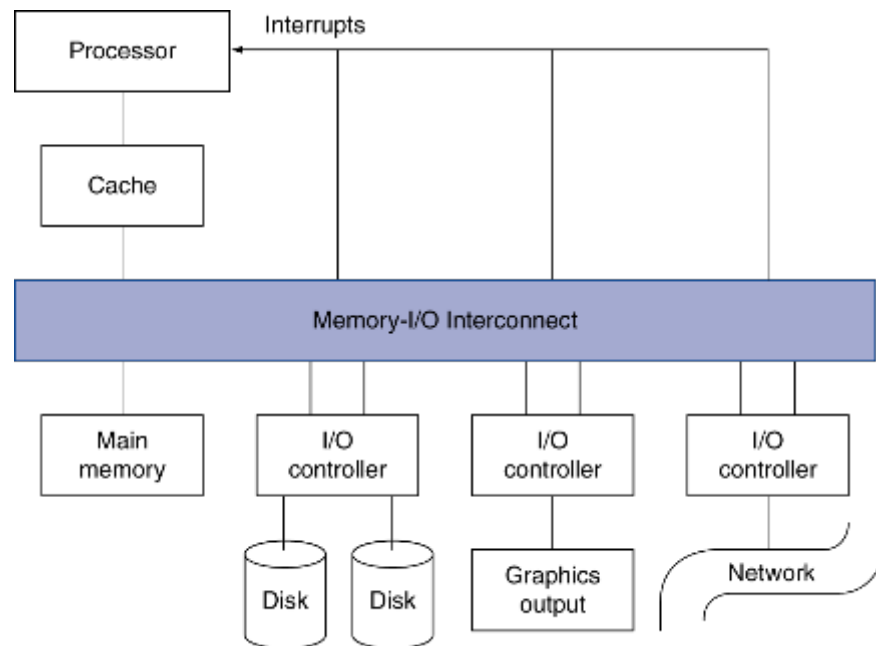 Interrupts
Processor
Cache
Memory-I/O Interconnect
Main
memory
I/O
controller
I/O
controller
I/O
controller
Disk
Disk
Graphics
output
Network